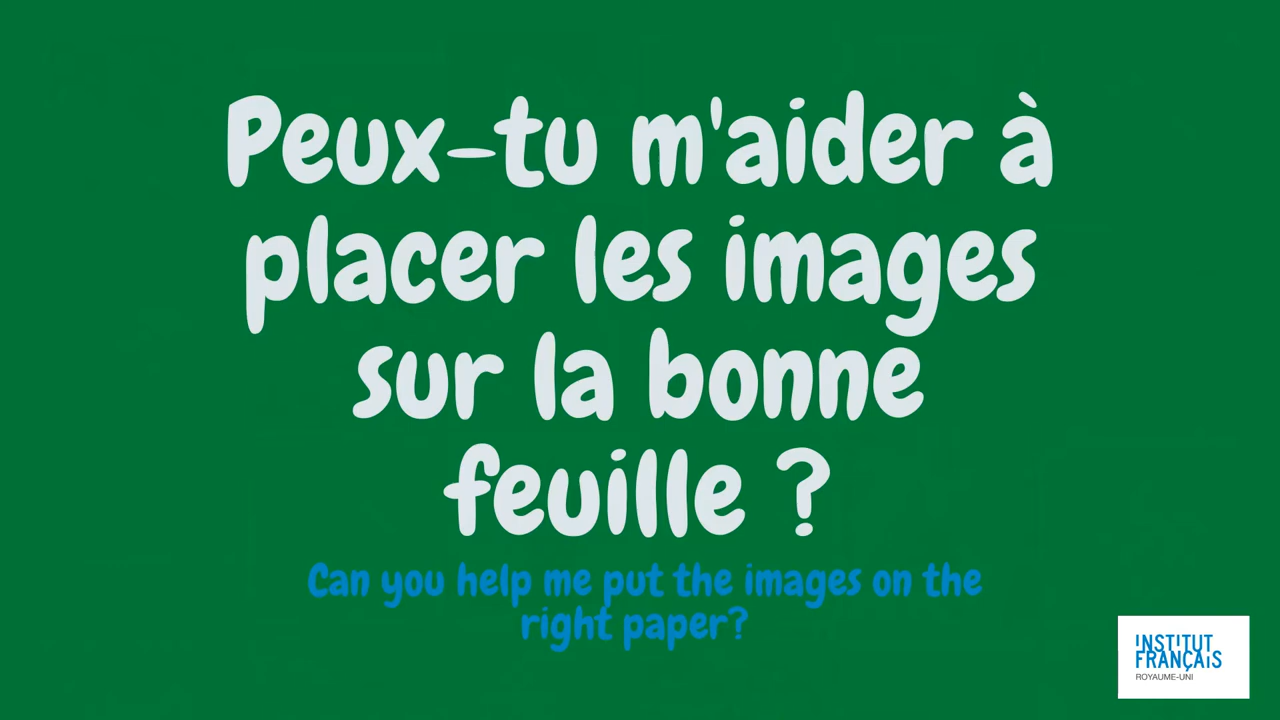 Peux-tu m'aider à
placer les images
sur la bonne
feuille ?
Can you help me put the images on the
right paper?
INSTITUT
FRANÇAIS
ROYAUME-UNI